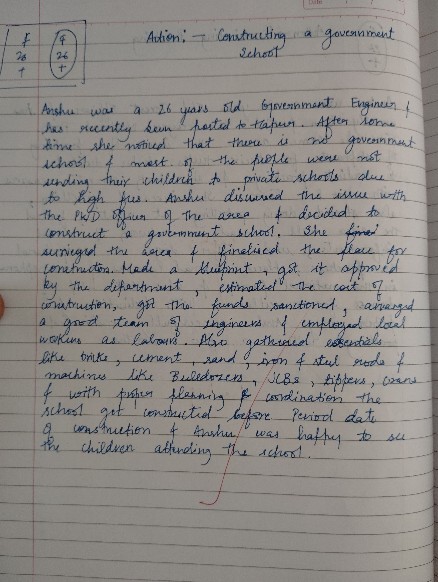 F F Action:- Constructing a government
26 26 School
+ +
Anshu was a 26 years old Government Engineer &
has recently been posted to Hapur. After some
time she noticed that there is no government
school & most of the people were not
sending their children to private schools due
to high fees. Anshu discussed the issue with
the PWD officer of the area & decided to
construct a government school. She
surveyed the area & finalised the place for
construction. Made a blueprint, got it approved
by the department, estimated the cost of
construction, got the funds sanctioned, arranged
a good team of engineers & employed local
workers as labours. Also gathered essentials
like bricks, cement, sand, iron & steel rods &
machines like Bulldozers, JCBs, tippers, crans
& with proper planning & cordination the
school got constructed before Period date
of construction & Anshu was happy to see
the children attending the school.